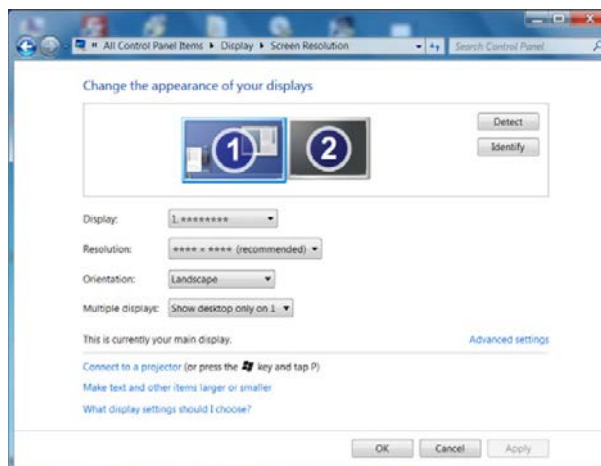 « All Control Panel Items ▸ Display ▸ Screen Resolution Search Control Panel
Change the appearance of your displays
1 2
Detect
Identify
Display: 1. ********
Resolution: **** × **** (recommended)
Orientation: Landscape
Multiple displays: Show desktop only on 1
This is currently your main display. Advanced settings
Connect to a projector (or press the key and tap P)
Make text and other items larger or smaller
What display settings should I choose?
OK Cancel Apply